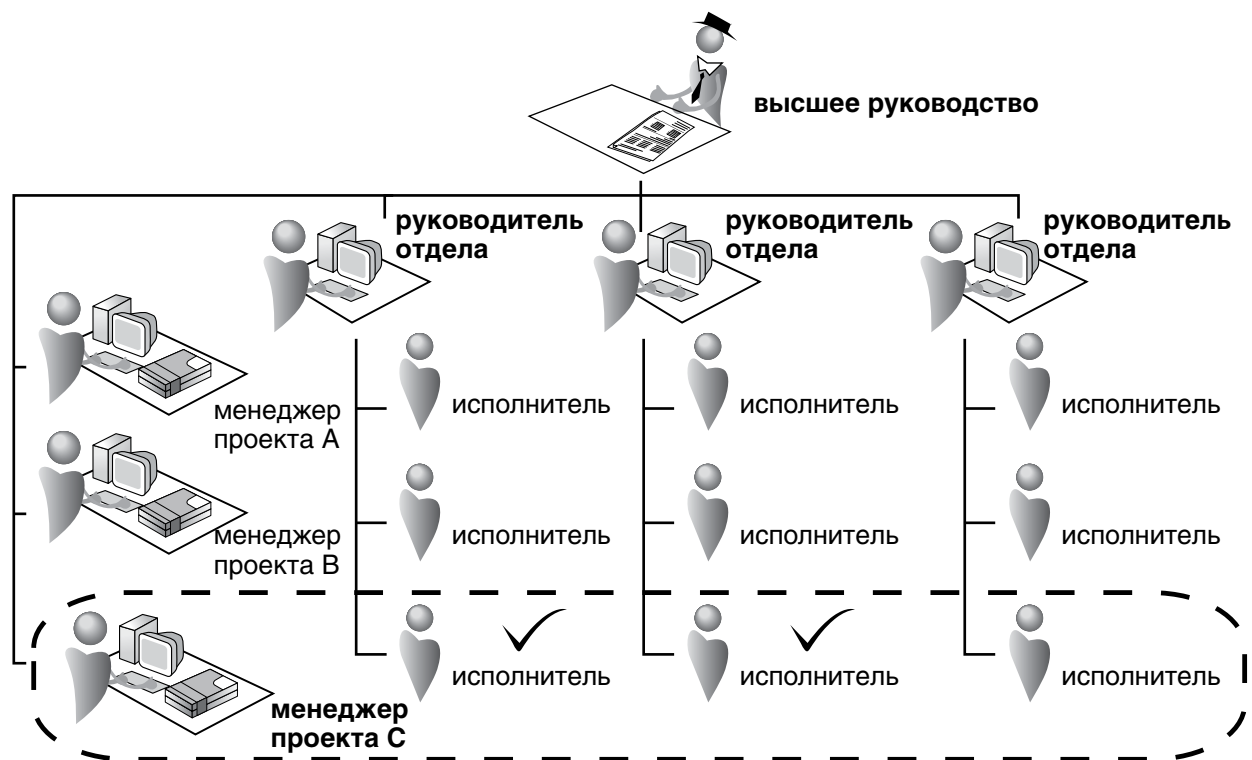 высшее руководство
руководитель
отдела
руководитель
отдела
руководитель
отдела
менеджер
проекта А
исполнитель
исполнитель
исполнитель
менеджер
проекта В
исполнитель
исполнитель
исполнитель
менеджер
проекта С
исполнитель
исполнитель
исполнитель